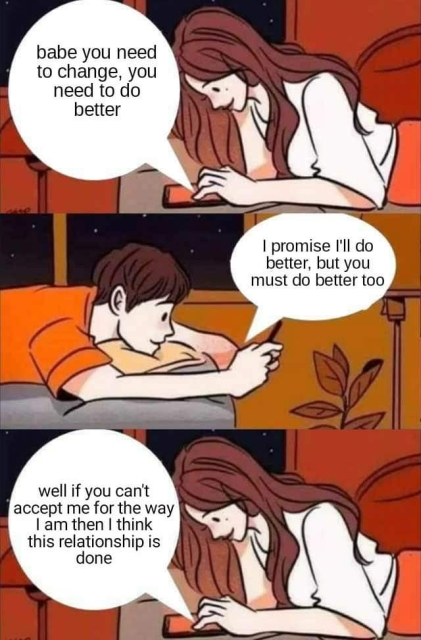 babe you need
to change, you
need to do
better
I promise I'll do
better, but you
must do better too
well if you can't
accept me for the way
I am then I think
this relationship is
done